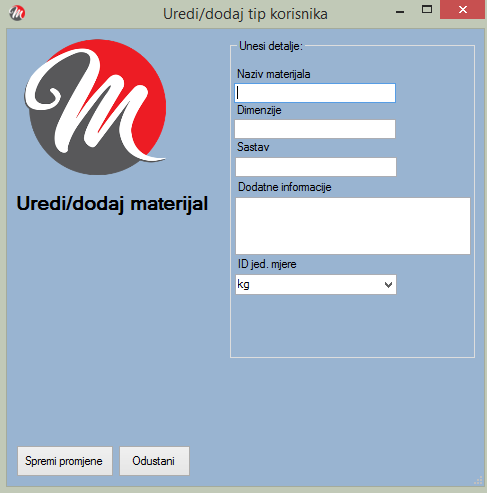 Uredi/dodaj tip korisnika
Uredi/dodaj materijal
Unesi detalje:
Naziv materijala
Dimenzije
Sastav
Dodatne informacije
ID jed. mjere
kg
Spremi promjene
Odustani